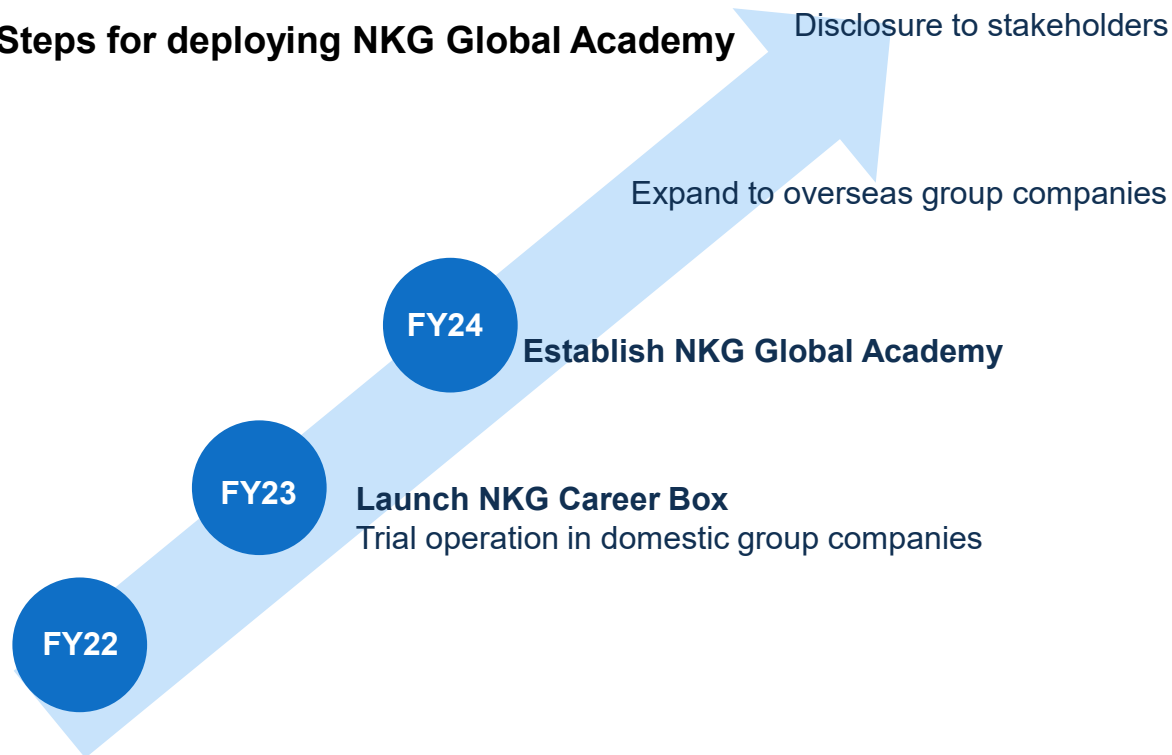 Steps for deploying NKG Global Academy
Disclosure to stakeholders
Expand to overseas group companies
FY24
Establish NKG Global Academy
FY23
Launch NKG Career Box
Trial operation in domestic group companies
FY22